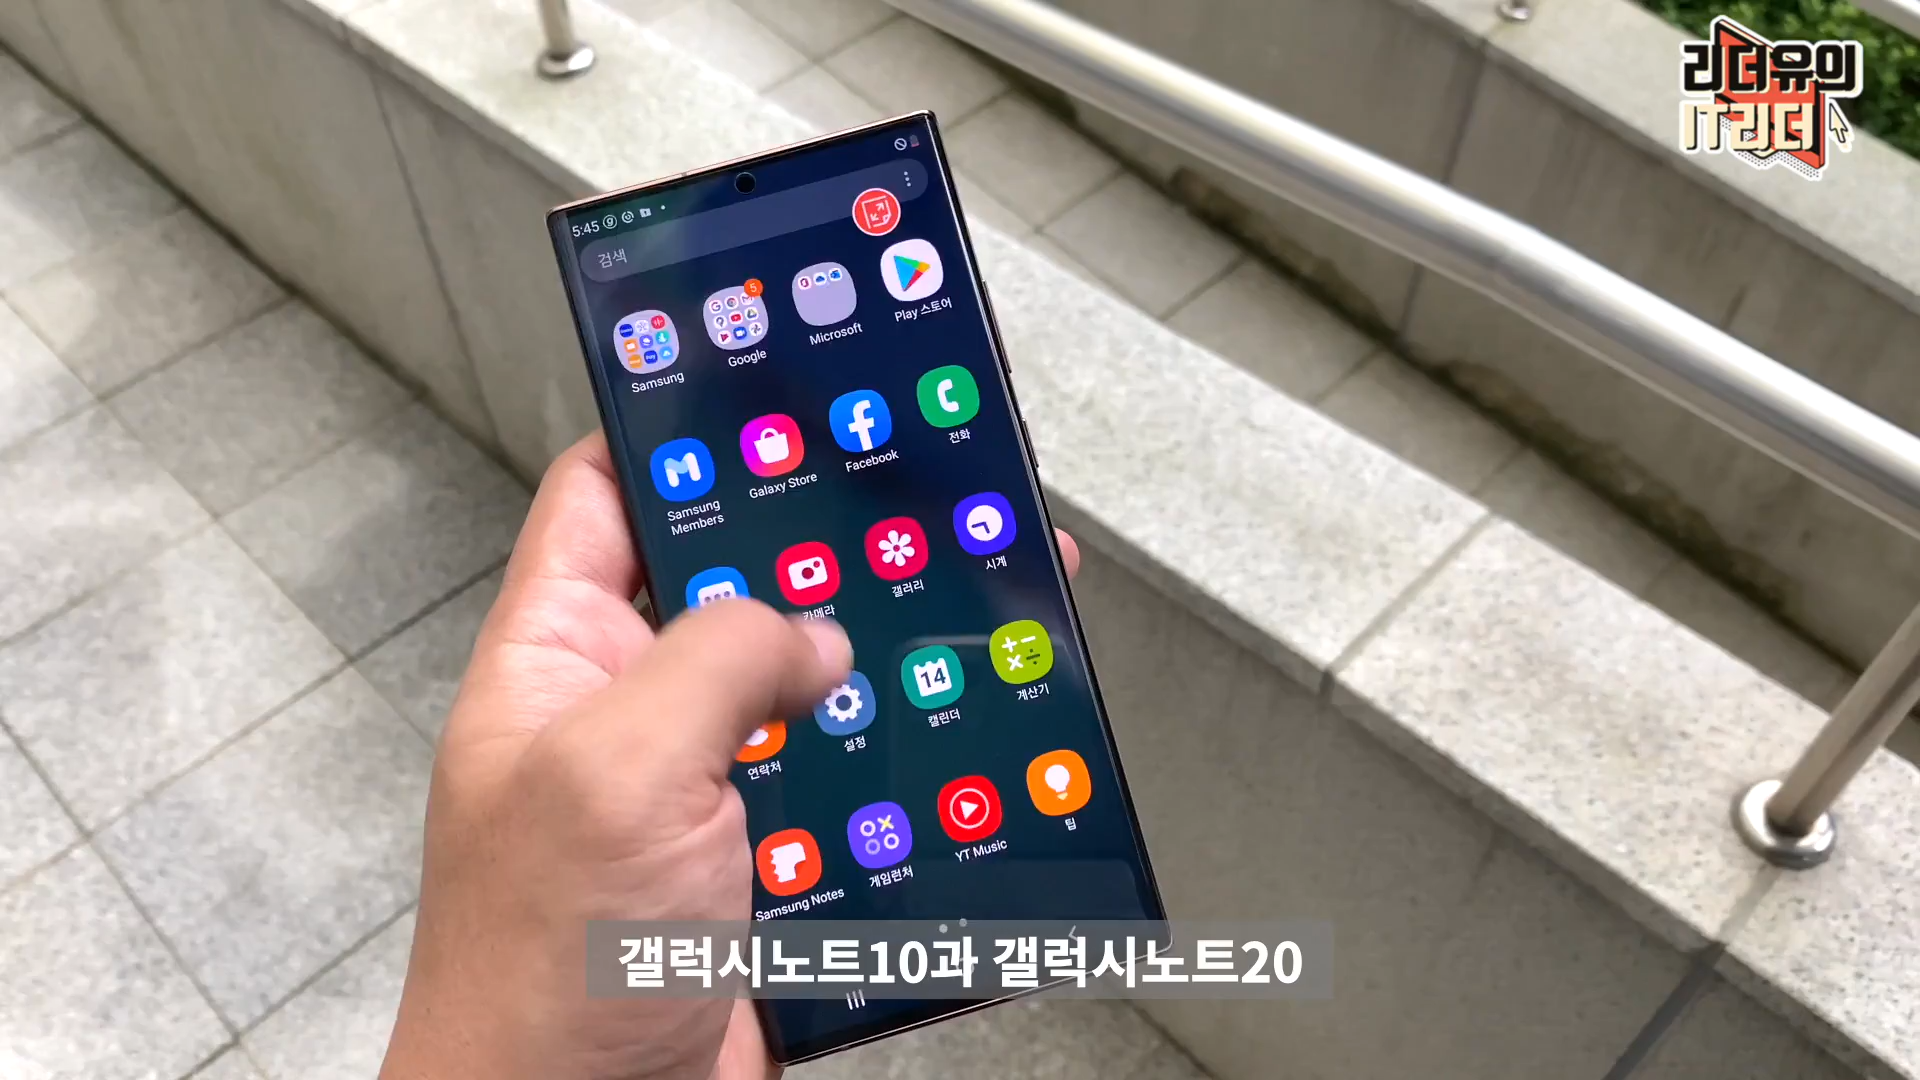 리더유의
IT리더
5:45
검색
5
Samsung
Google
Microsoft
Play 스토어
Samsung
Members
Galaxy Store
Facebook
전화
카메라
갤러리
시계
연락처
설정
14
캘린더
계산기
Samsung Notes
게임런처
YT Music
팁
갤럭시노트10과 갤럭시노트20